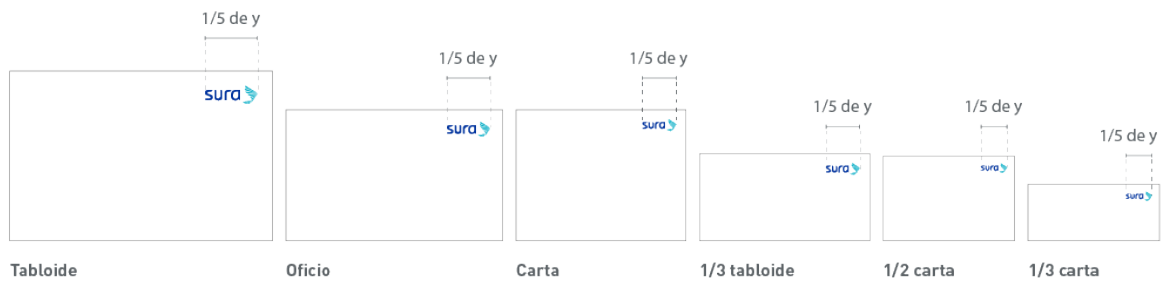 1/5 de y
1/5 de y
1/5 de y
1/5 de y
1/5 de y
1/5 de y
sura
sura
sura
sura
sura
sura
Tabloide
Oficio
Carta
1/3 tabloide
1/2 carta
1/3 carta